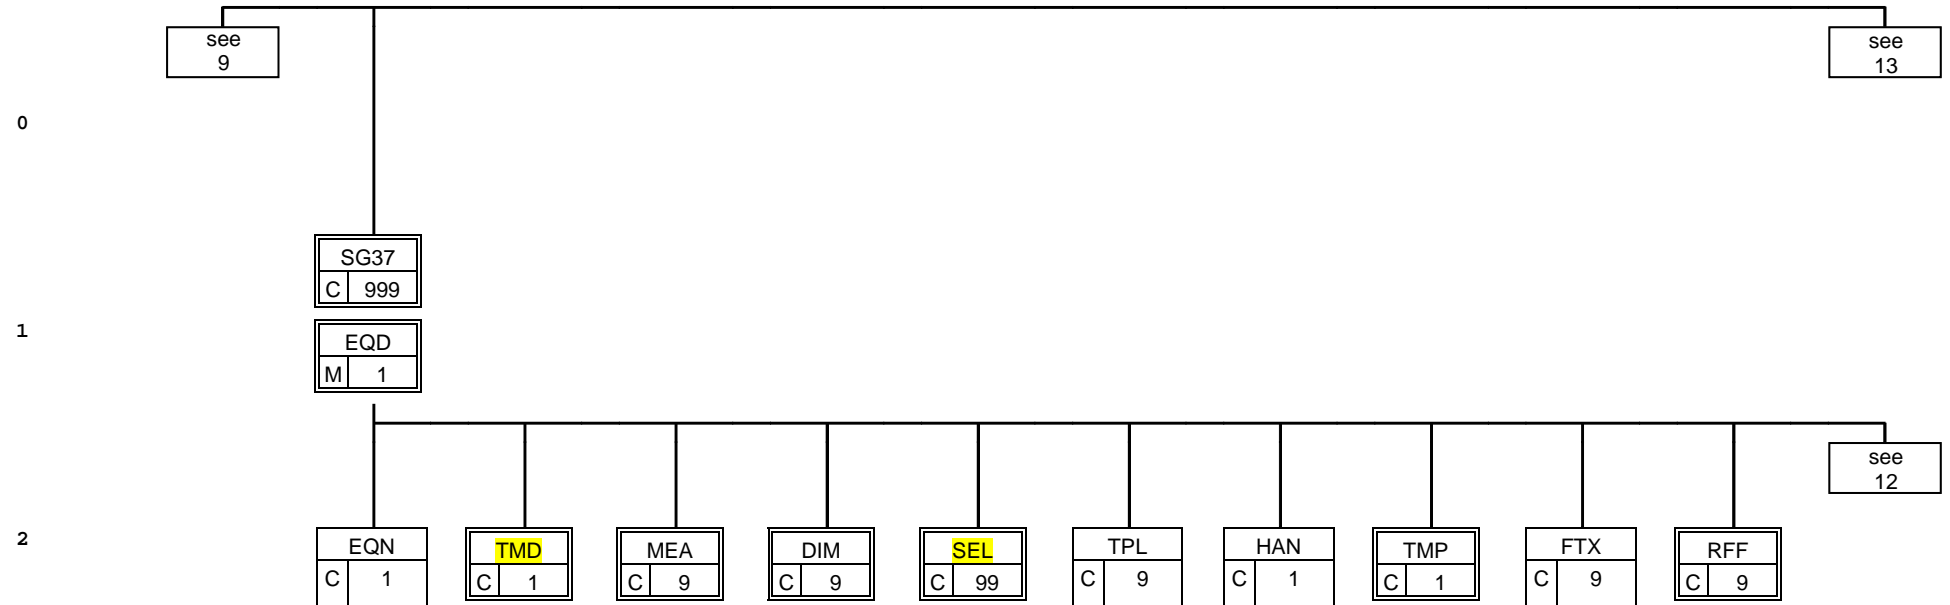 see
9
see
13
0
SG37
C 999
1
EQD
M 1
see
12
2
EQN
C 1
TMD
C 1
MEA
C 9
DIM
C 9
SEL
C 99
TPL
C 9
HAN
C 1
TMP
C 1
FTX
C 9
RFF
C 9